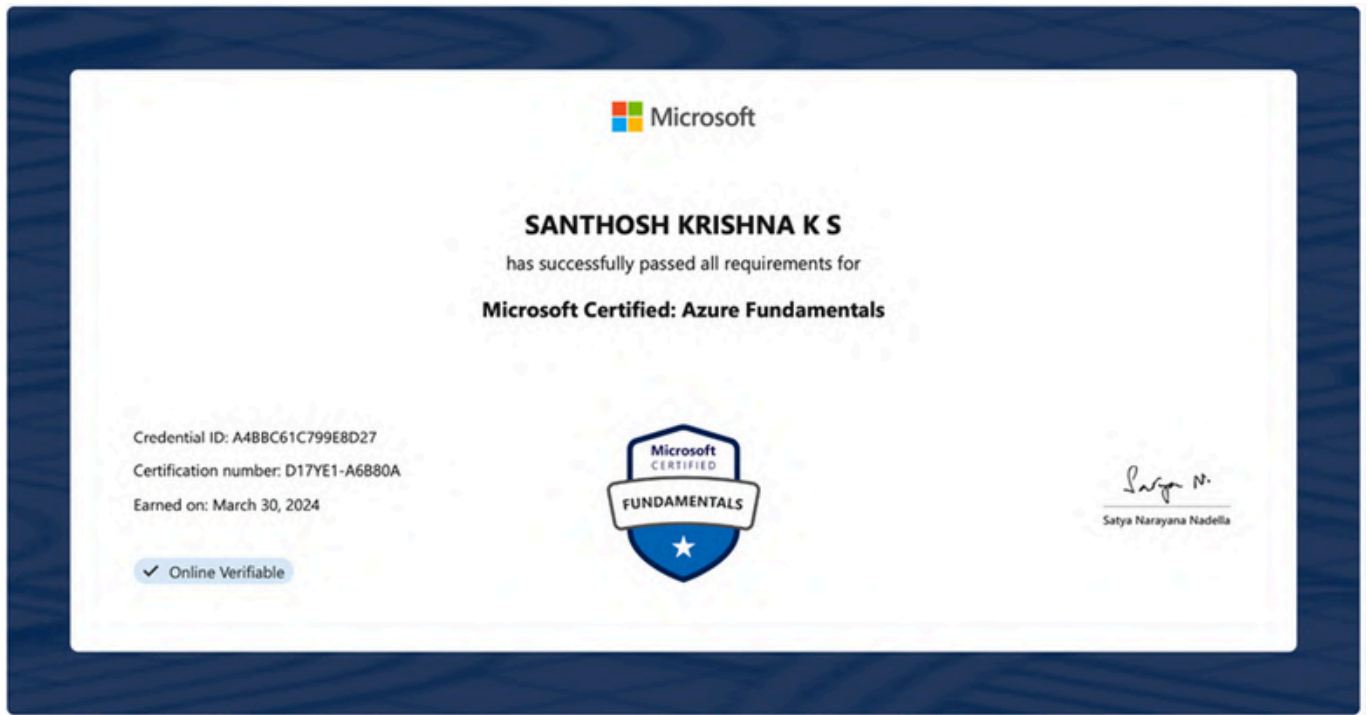 Microsoft
SANTHOSH KRISHNA K S
has successfully passed all requirements for
Microsoft Certified: Azure Fundamentals
Credential ID: A4BBC61C799E8D27
Certification number: D17YE1-A6B80A
Earned on: March 30, 2024
✓ Online Verifiable
Microsoft
CERTIFIED
FUNDAMENTALS
Satya N.
Satya Narayana Nadella